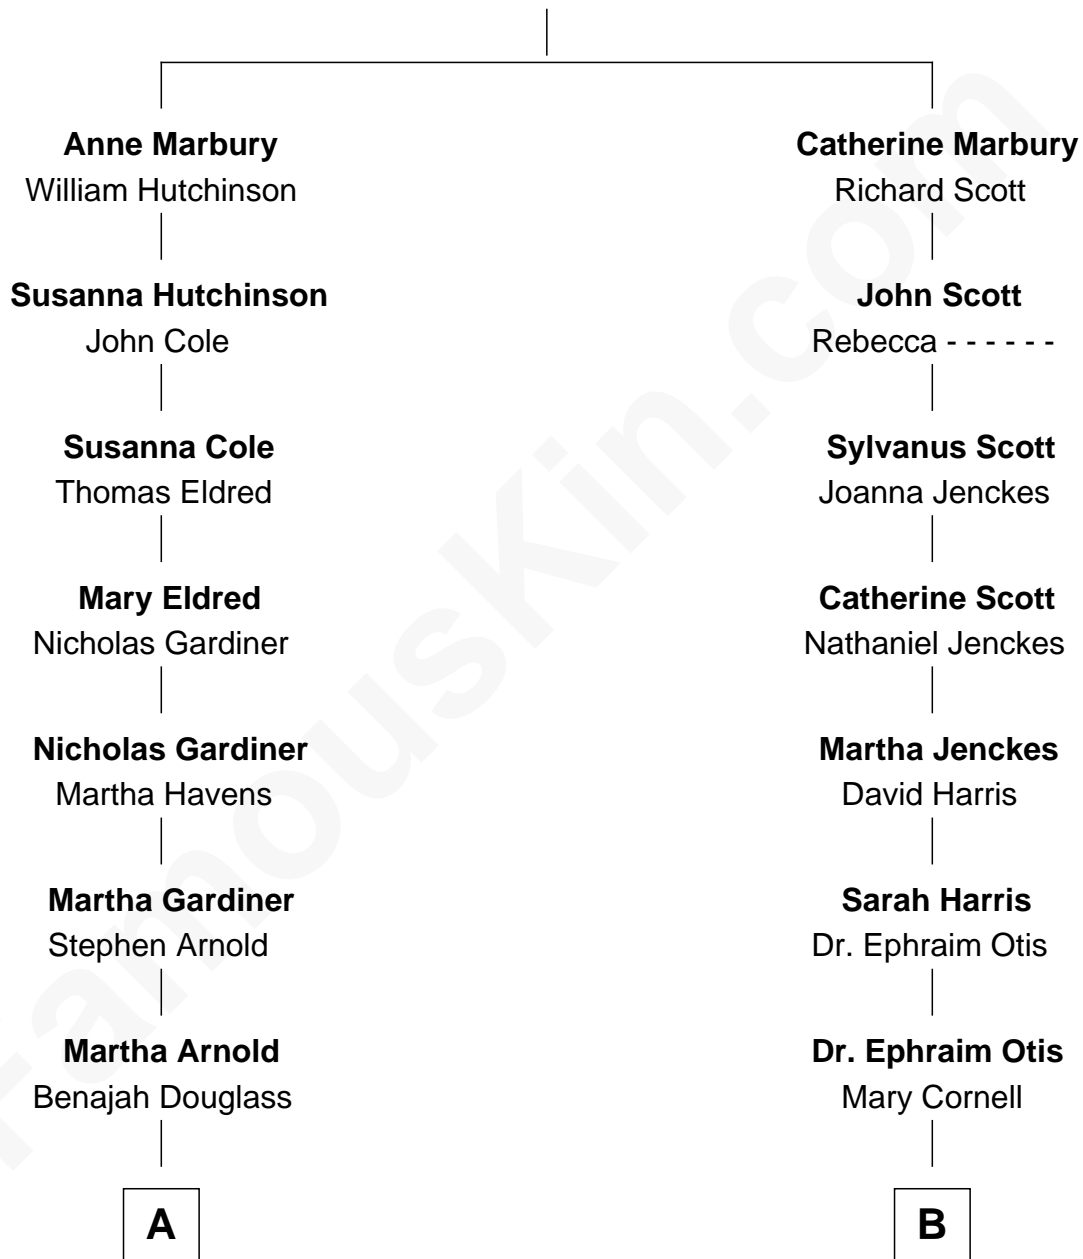 Anne Marbury
William Hutchinson
Susanna Hutchinson
John Cole
Susanna Cole
Thomas Eldred
Mary Eldred
Nicholas Gardiner
Nicholas Gardiner
Martha Havens
Martha Gardiner
Stephen Arnold
Martha Arnold
Benajah Douglass
A
Catherine Marbury
Richard Scott
John Scott
Rebecca - - - - - -
Sylvanus Scott
Joanna Jenckes
Catherine Scott
Nathaniel Jenckes
Martha Jenckes
David Harris
Sarah Harris
Dr. Ephraim Otis
Dr. Ephraim Otis
Mary Cornell
B
FamousKin.com